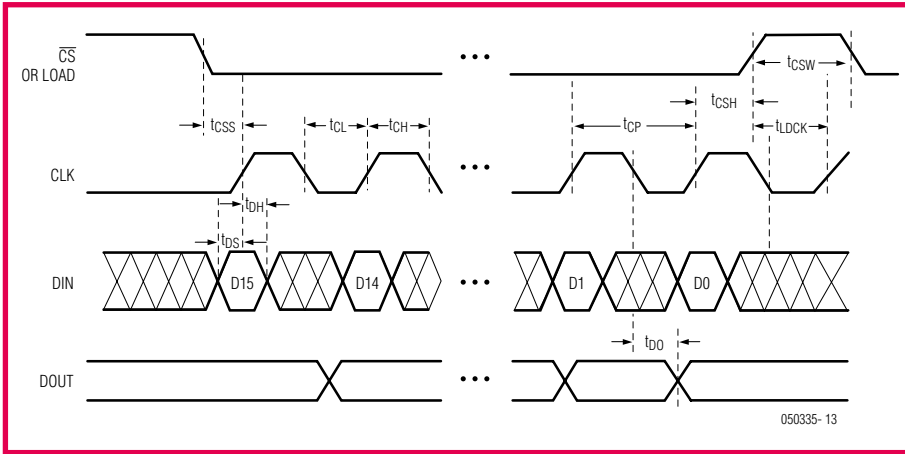 CS
OR LOAD
tCSW
tCSS
tCL
tCH
tCSH
tCP
tLDCK
CLK
tDH
tDS
DIN
D15
D14
D1
D0
tDO
DOUT
050335- 13